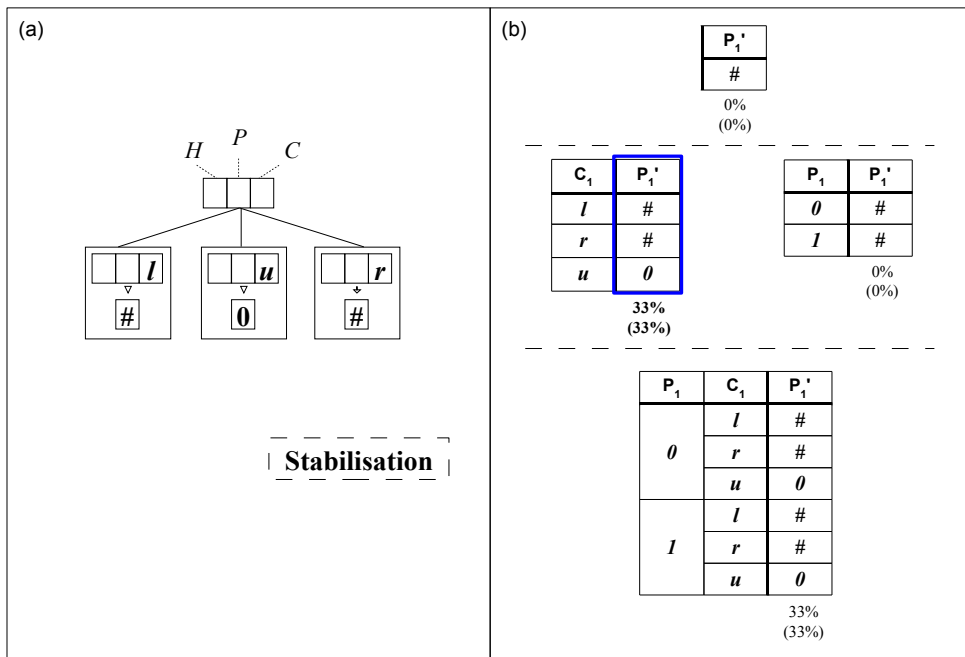 (a)
H P C
l u r
# 0 #
Stabilisation
(b)
P1'
#
0%
(0%)
C1 P1'
l #
r #
u 0
33%
(33%)
P1 P1'
0 #
1 #
0%
(0%)
P1 C1 P1'
0 l #
r #
u 0
1 l #
r #
u 0
33%
(33%)